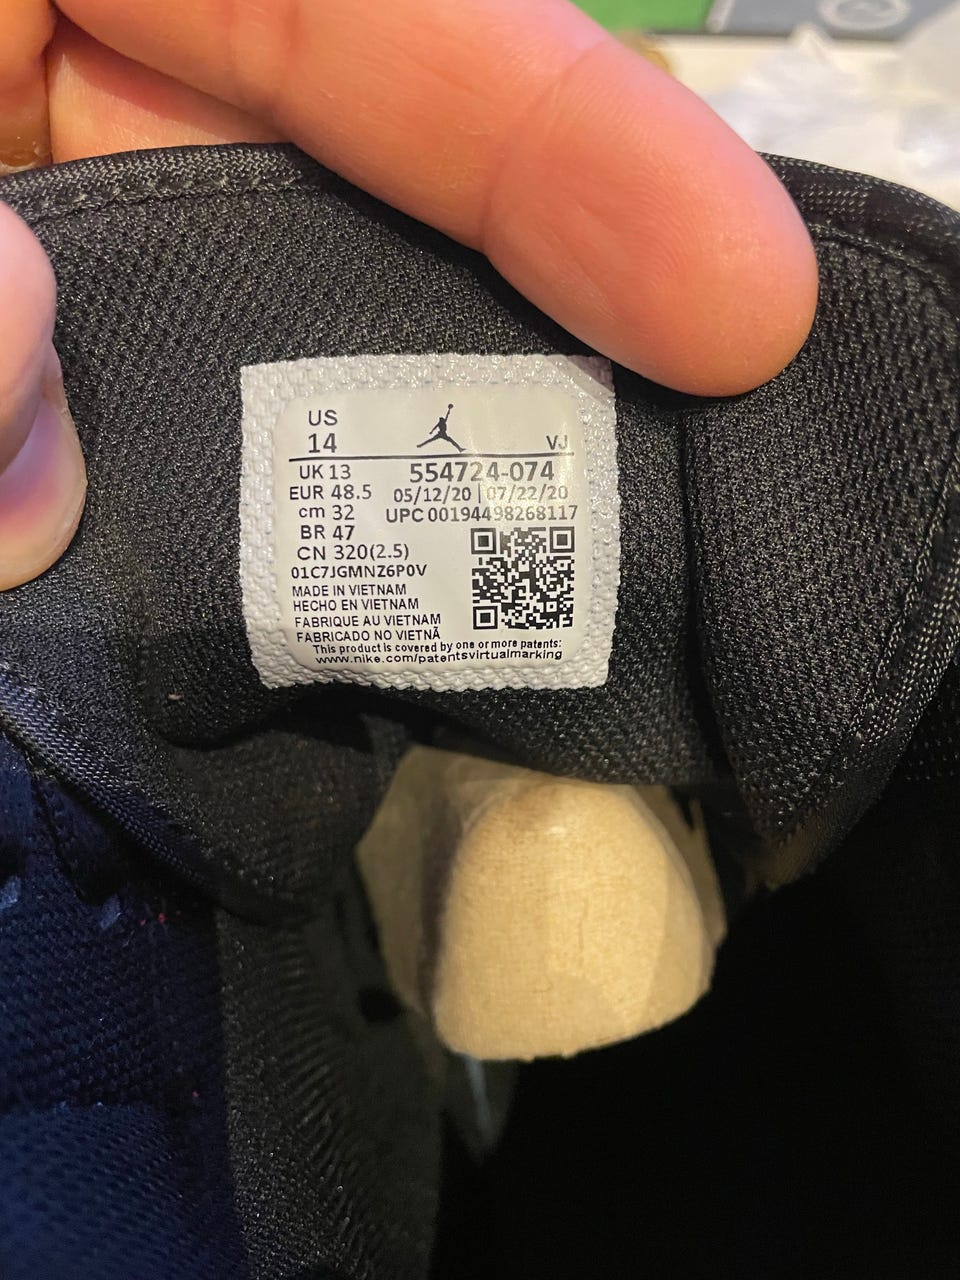 US
14
VJ
UK 13
554724-074
EUR 48.5
05/12/20 | 07/22/20
cm 32
UPC 00194498268117
BR 47
CN 320(2.5)
01C7JGMNZ6P0V
MADE IN VIETNAM
HECHO EN VIETNAM
FABRIQUE AU VIETNAM
FABRICADO NO VIETNÃ
This product is covered by one or more patents:
www.nike.com/patentsvirtualmarking